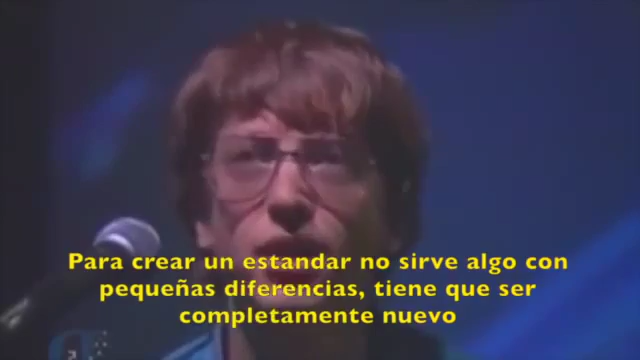 Para crear un estandar no sirve algo con
pequeñas diferencias, tiene que ser
completamente nuevo